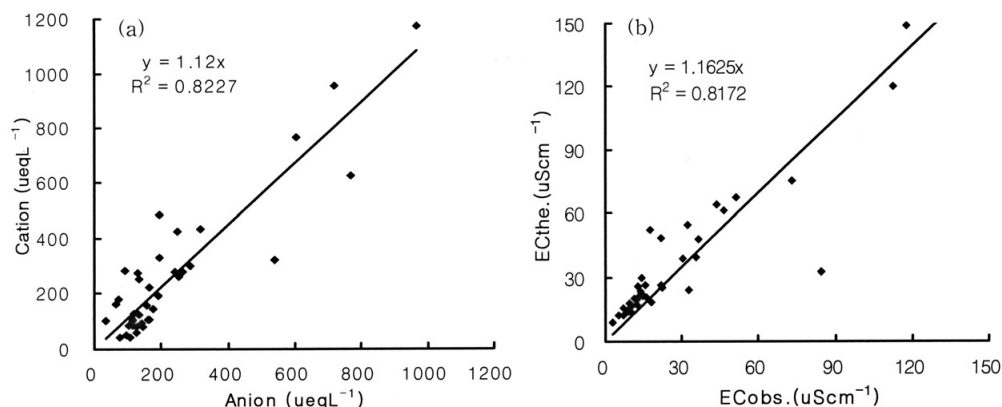 (a)
y = 1.12x
R² = 0.8227
Cation (ueqL⁻¹)
1200
1000
800
600
400
200
0
0 200 400 600 800 1000 1200
Anion (ueqL⁻¹)
(b)
y = 1.1625x
R² = 0.8172
ECthe.(uScm⁻¹)
150
120
90
60
30
0
0 30 60 90 120 150
ECobs.(uScm⁻¹)